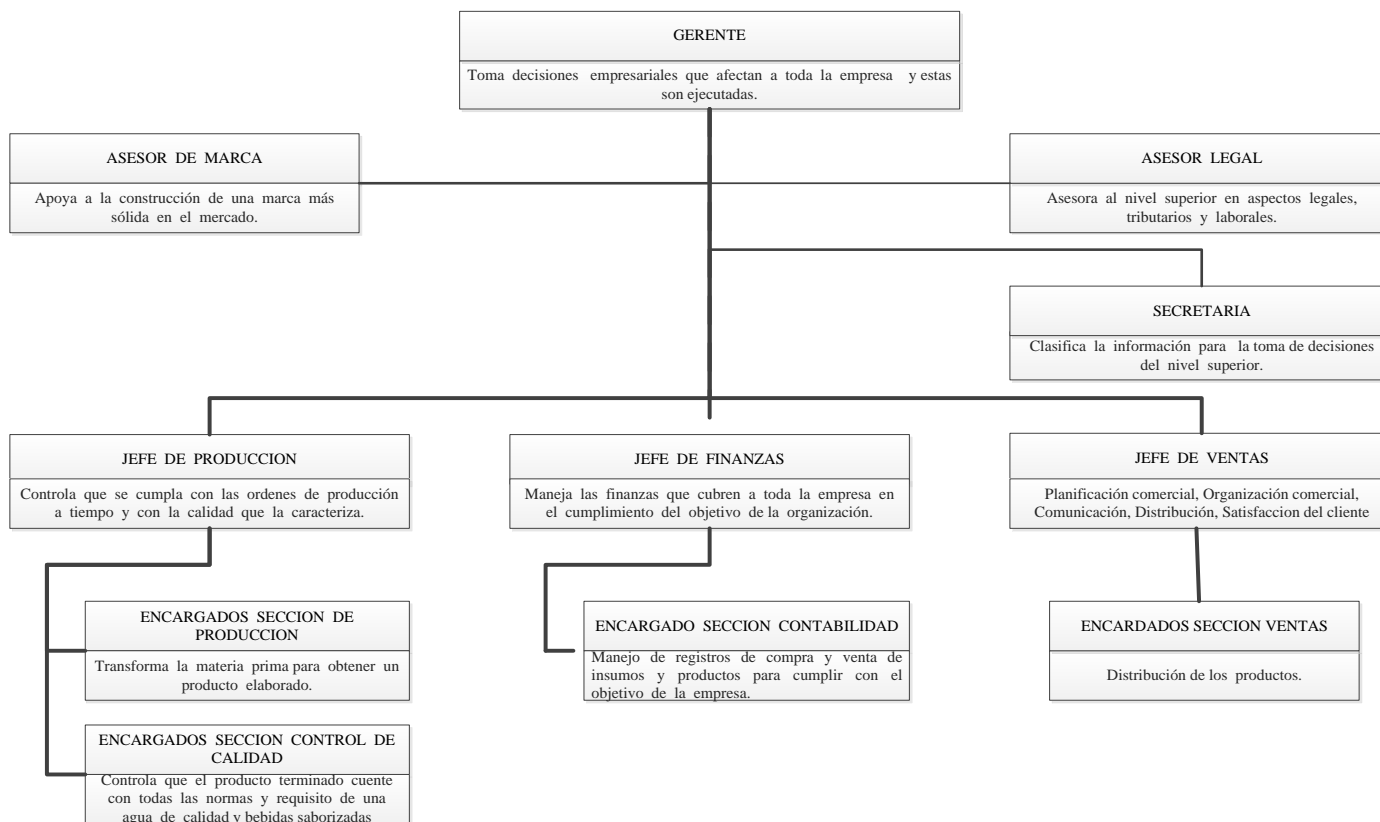 GERENTE
Toma decisiones empresariales que afectan a toda la empresa y estas
son ejecutadas.
ASESOR DE MARCA
Apoya a la construcción de una marca más
sólida en el mercado.
ASESOR LEGAL
Asesora al nivel superior en aspectos legales,
tributarios y laborales.
SECRETARIA
Clasifica la información para la toma de decisiones
del nivel superior.
JEFE DE PRODUCCION
Controla que se cumpla con las ordenes de producción
a tiempo y con la calidad que la caracteriza.
JEFE DE FINANZAS
Maneja las finanzas que cubren a toda la empresa en
el cumplimiento del objetivo de la organización.
JEFE DE VENTAS
Planificación comercial, Organización comercial,
Comunicación, Distribución, Satisfaccion del cliente
ENCARGADOS SECCION DE
PRODUCCION
Transforma la materia prima para obtener un
producto elaborado.
ENCARGADO SECCION CONTABILIDAD
Manejo de registros de compra y venta de
insumos y productos para cumplir con el
objetivo de la empresa.
ENCARDADOS SECCION VENTAS
Distribución de los productos.
ENCARGADOS SECCION CONTROL DE
CALIDAD
Controla que el producto terminado cuente
con todas las normas y requisito de una
agua de calidad y bebidas saborizadas